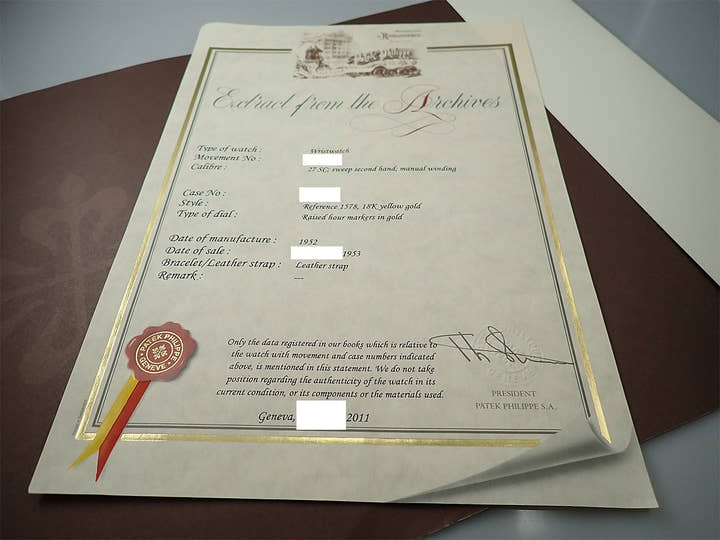 Extract from the Archives
Type of watch : Wristwatch
Movement No :
Calibre : 27 SC, sweep second hand, manual winding
Case No :
Style : Reference 1578, 18K yellow gold
Type of dial : Raised hour markers in gold
Date of manufacture : 1952
Date of sale : 1953
Bracelet/Leather strap : Leather strap
Remark : ---
Only the data registered in our books which is relative to
the watch with movement and case numbers indicated
above, is mentioned in this statement. We do not take
position regarding the authenticity of the watch in its
current condition, or its components or the materials used.
Geneva, 2011
PATEK PHILIPPE
GENEVE
PRESIDENT
PATEK PHILIPPE S.A.